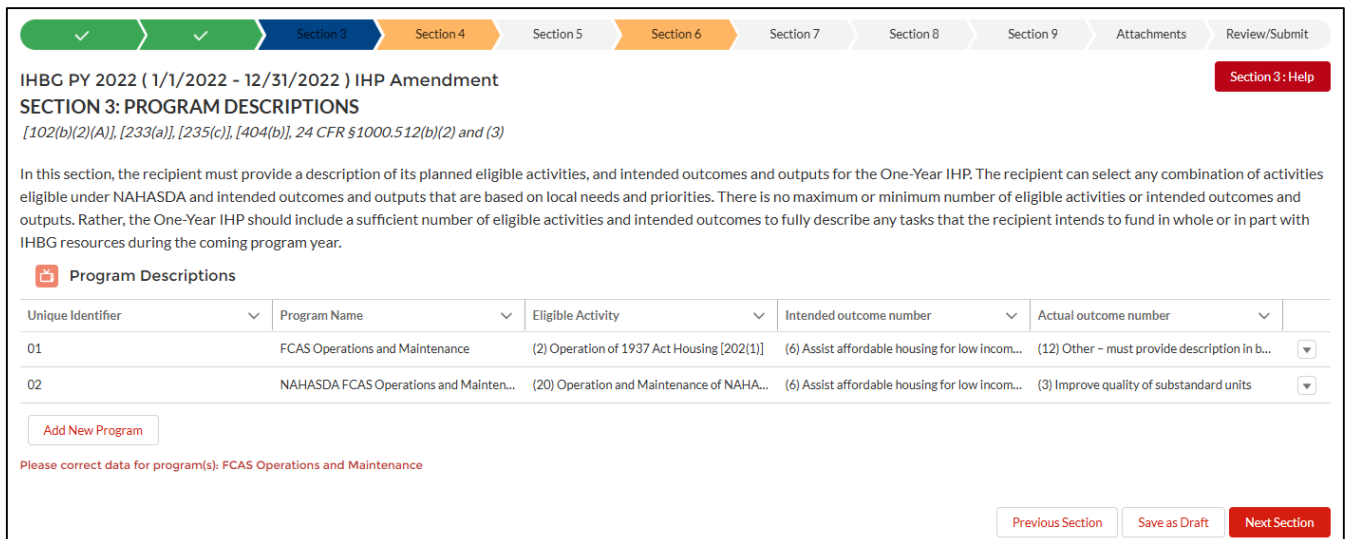 Section 3 Section 4 Section 5 Section 6 Section 7 Section 8 Section 9 Attachments Review/Submit
IHBG PY 2022 ( 1/1/2022 - 12/31/2022 ) IHP Amendment
Section 3 : Help
SECTION 3: PROGRAM DESCRIPTIONS
[102(b)(2)(A)], [233(a)], [235(c)], [404(b)], 24 CFR §1000.512(b)(2) and (3)
In this section, the recipient must provide a description of its planned eligible activities, and intended outcomes and outputs for the One-Year IHP. The recipient can select any combination of activities
eligible under NAHASDA and intended outcomes and outputs that are based on local needs and priorities. There is no maximum or minimum number of eligible activities or intended outcomes and
outputs. Rather, the One-Year IHP should include a sufficient number of eligible activities and intended outcomes to fully describe any tasks that the recipient intends to fund in whole or in part with
IHBG resources during the coming program year.
Program Descriptions
Unique Identifier Program Name Eligible Activity Intended outcome number Actual outcome number
01 FCAS Operations and Maintenance (2) Operation of 1937 Act Housing [202(1)] (6) Assist affordable housing for low incom... (12) Other – must provide description in b...
02 NAHASDA FCAS Operations and Mainten... (20) Operation and Maintenance of NAHA... (6) Assist affordable housing for low incom... (3) Improve quality of substandard units
Add New Program
Please correct data for program(s): FCAS Operations and Maintenance
Previous Section Save as Draft Next Section